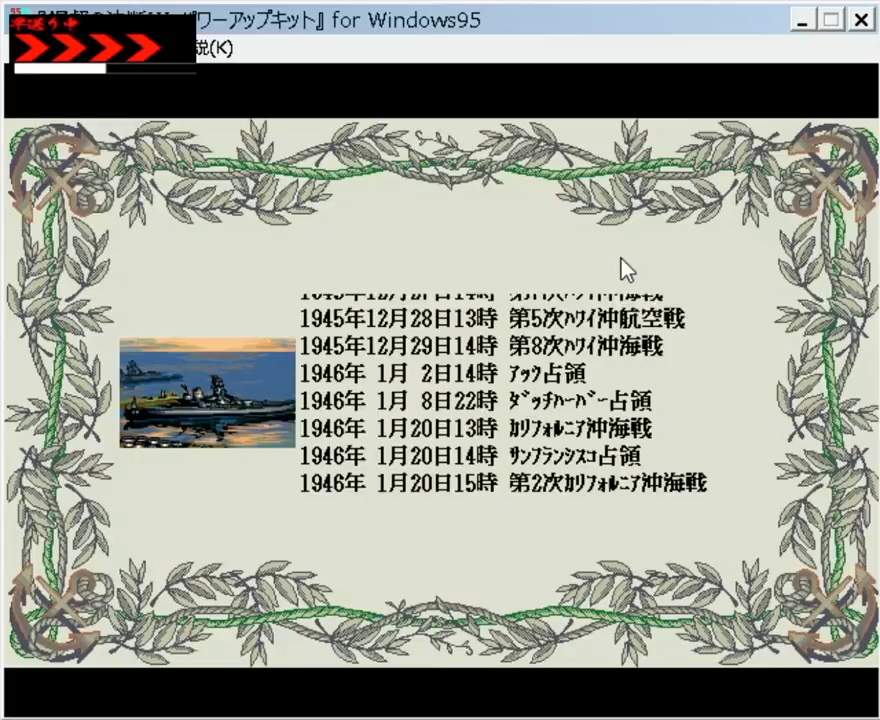 パワーアップキット』 for Windows95
早送り中
説(K)
1945年12月28日13時 第5次ﾊﾜｲ沖航空戦
1945年12月29日14時 第8次ﾊﾜｲ沖海戦
1946年 1月 2日14時 ｱｯﾂ占領
1946年 1月 8日22時 ﾀﾞｯﾁﾊｰﾊﾞｰ占領
1946年 1月20日13時 ｶﾘﾌｫﾙﾆｱ沖海戦
1946年 1月20日14時 ｻﾝﾌﾗﾝｼｽｺ占領
1946年 1月20日15時 第2次ｶﾘﾌｫﾙﾆｱ沖海戦